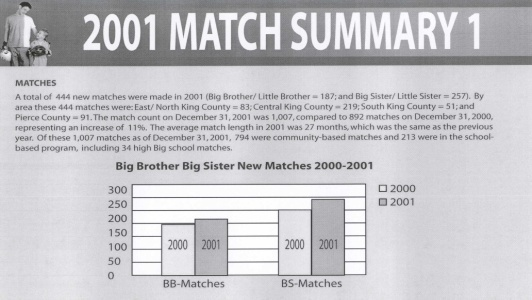 2001 MATCH SUMMARY 1
MATCHES
A total of 444 new matches were made in 2001 (Big Brother/ Little Brother = 187; and Big Sister/ Little Sister = 257). By
area these 444 matches were: East/ North King County = 83; Central King County = 219; South King County = 51; and
Pierce County = 91. The match count on December 31, 2001 was 1,007, compared to 892 matches on December 31, 2000,
representing an increase of 11%. The average match length in 2001 was 27 months, which was the same as the previous
year. Of these 1,007 matches as of December 31, 2001, 794 were community-based matches and 213 were in the school-
based program, including 34 high Big school matches.
Big Brother Big Sister New Matches 2000-2001
300
250
200
150
100
50
0
2000 2001 2000 2001
BB-Matches BS-Matches
2000
2001